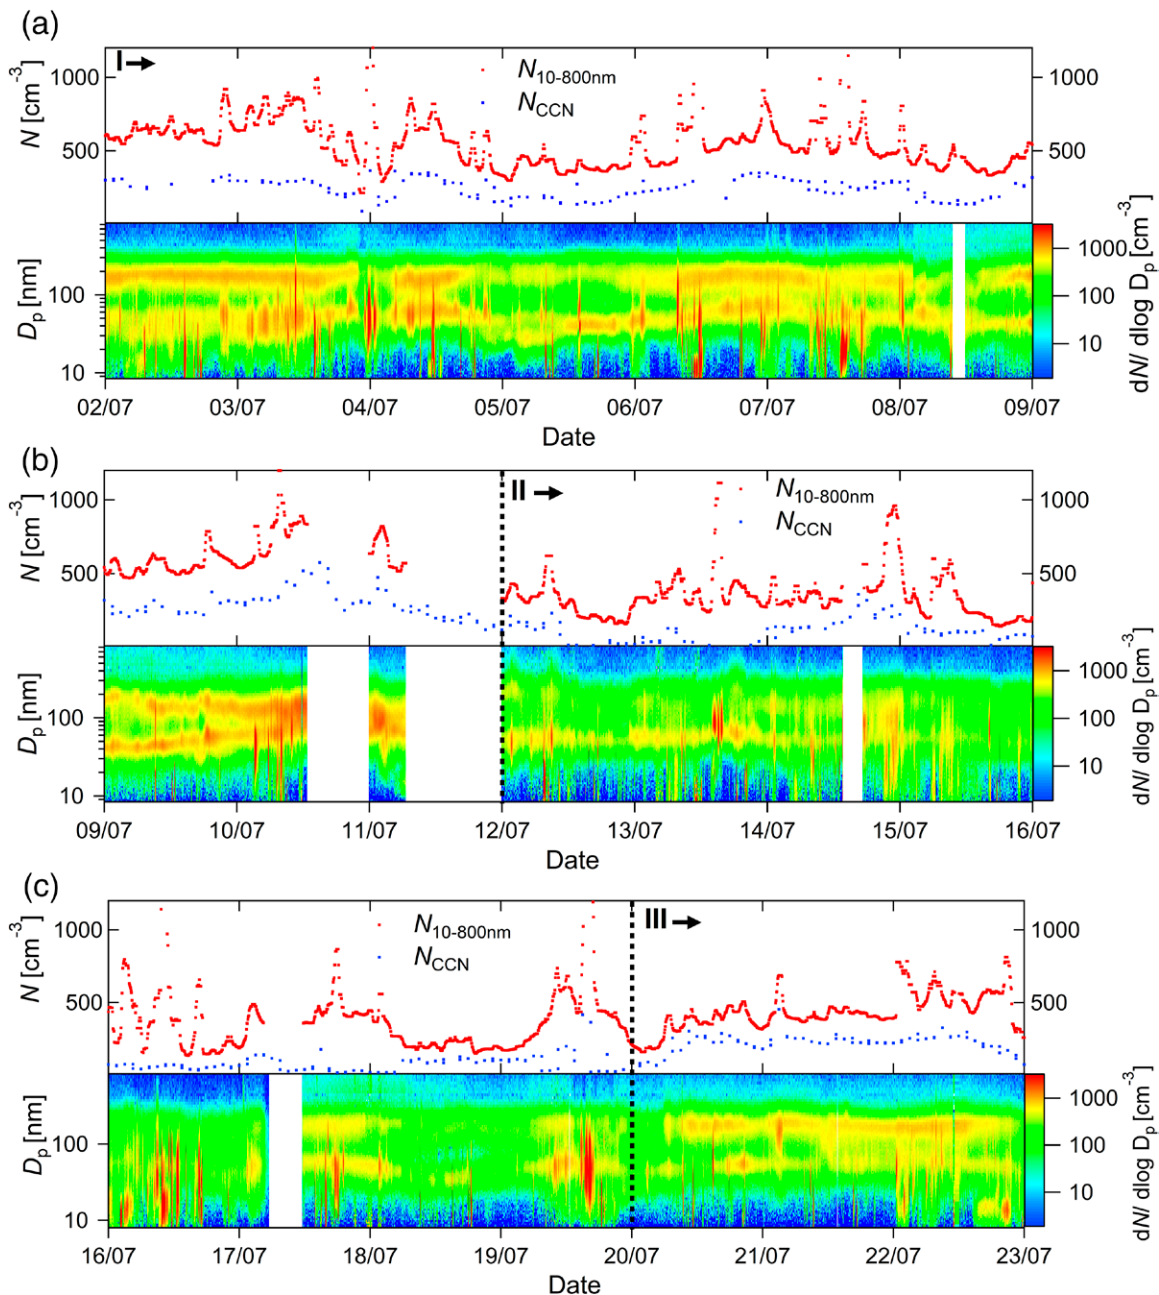 (a)
I
N10-800nm
NCCN
N [cm-3]
1000
500
1000
500
Dp [nm]
100
10
1000
100
10
dN/ dlog Dp [cm-3]
02/07 03/07 04/07 05/07 06/07 07/07 08/07 09/07
Date
(b)
II
N10-800nm
NCCN
N [cm-3]
1000
500
1000
500
Dp [nm]
100
10
1000
100
10
dN/ dlog Dp [cm-3]
09/07 10/07 11/07 12/07 13/07 14/07 15/07 16/07
Date
(c)
III
N10-800nm
NCCN
N [cm-3]
1000
500
1000
500
Dp [nm]
100
10
1000
100
10
dN/ dlog Dp [cm-3]
16/07 17/07 18/07 19/07 20/07 21/07 22/07 23/07
Date